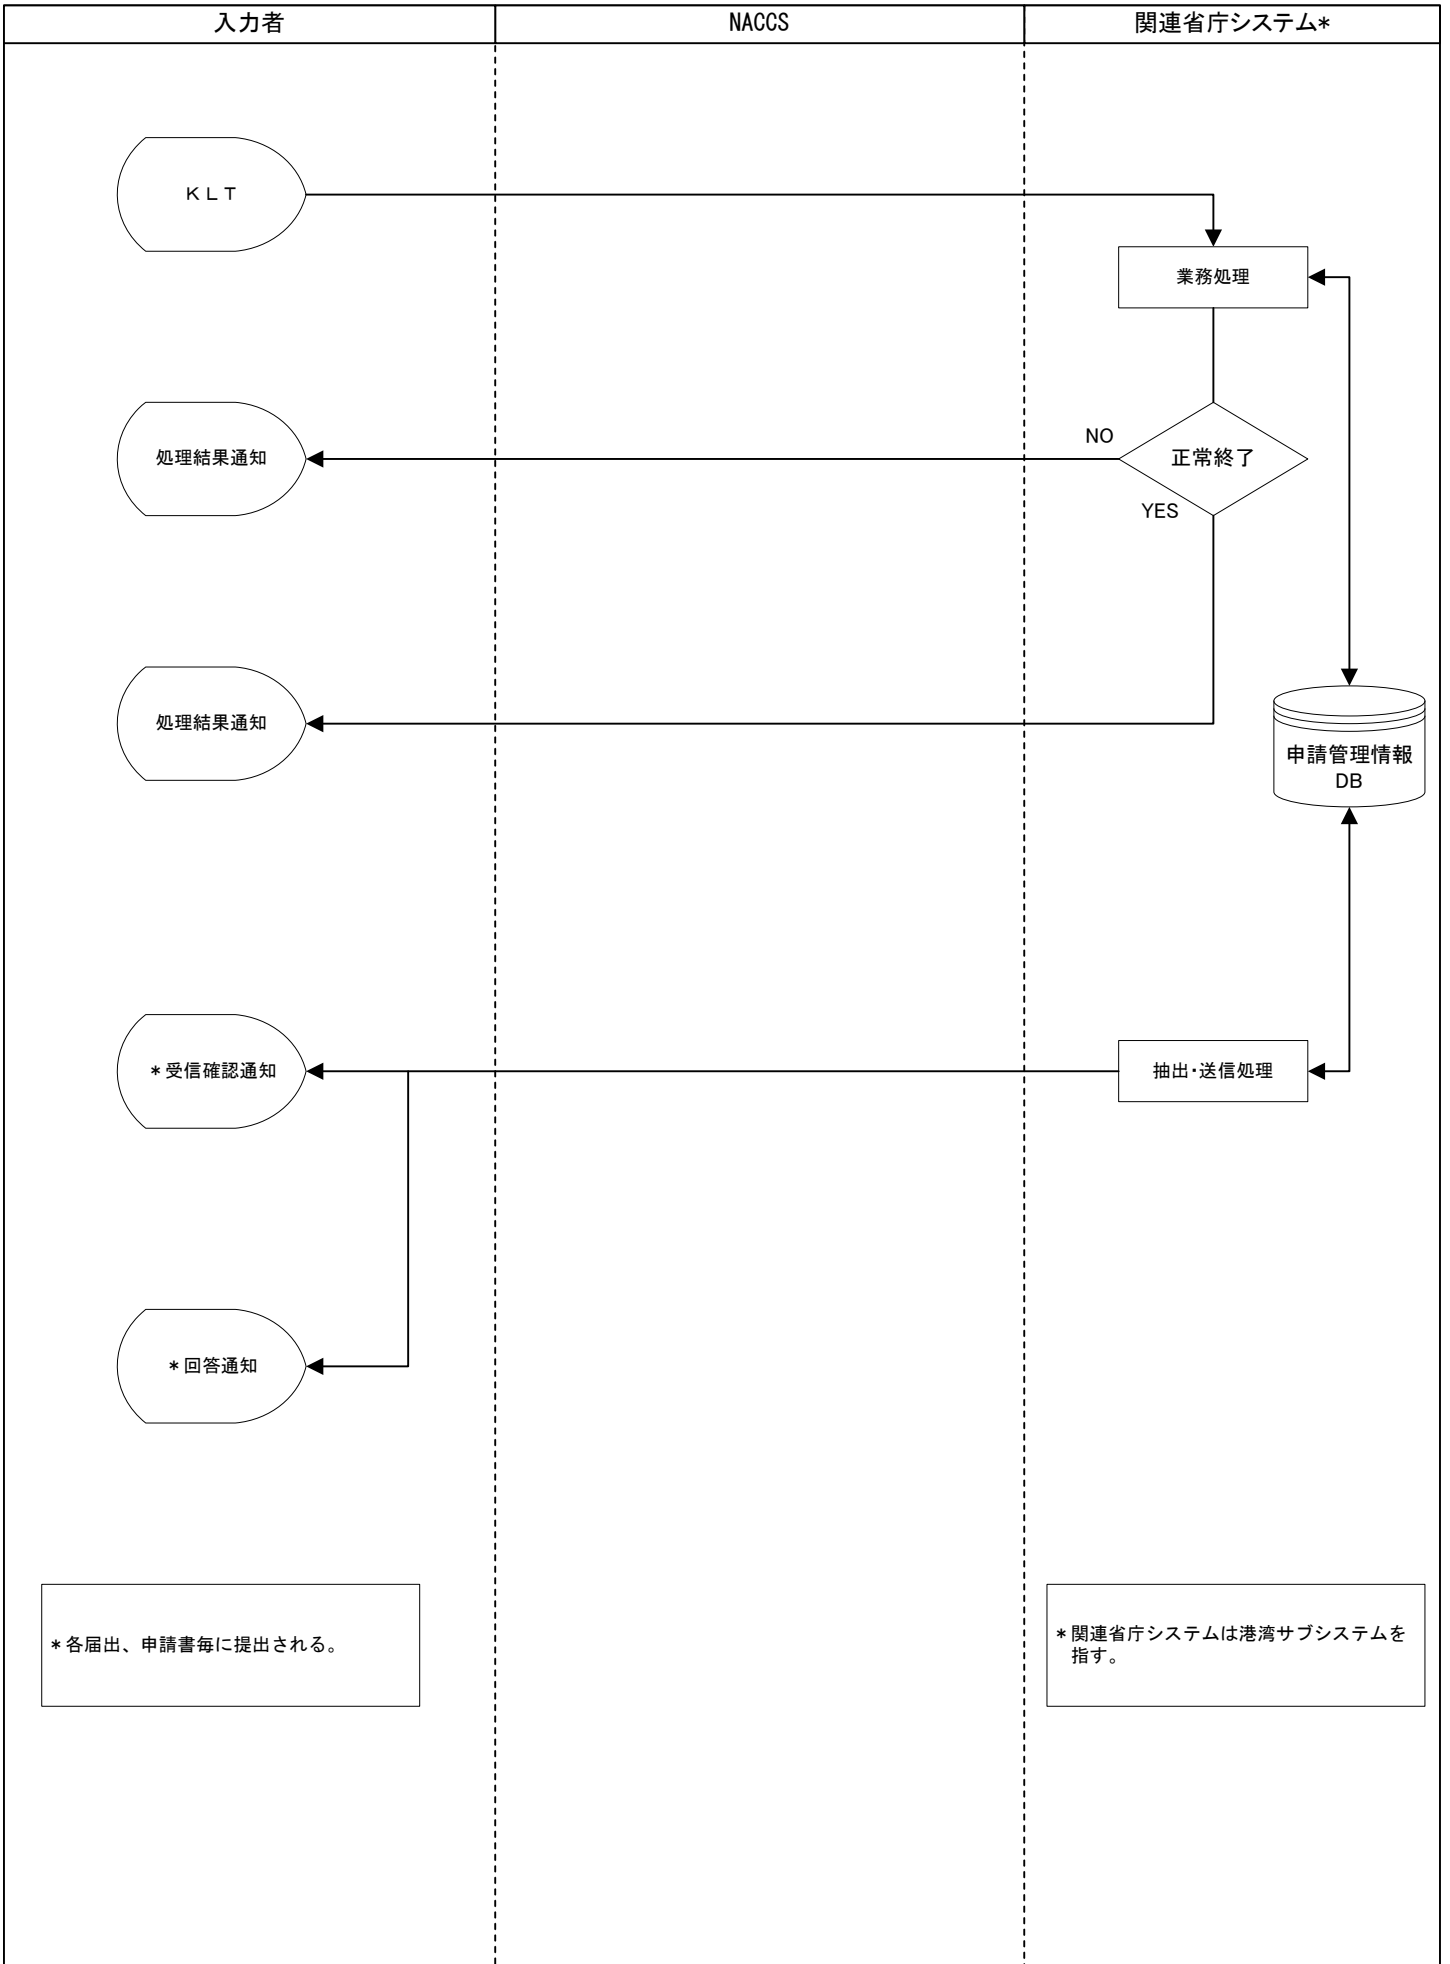 入力者
NACCS
関連省庁システム*
ＫＬＴ
業務処理
NO
正常終了
処理結果通知
YES
処理結果通知
申請管理情報
DB
*受信確認通知
抽出･送信処理
*回答通知
*各届出、申請書毎に提出される。
*関連省庁システムは港湾サブシステムを
指す。